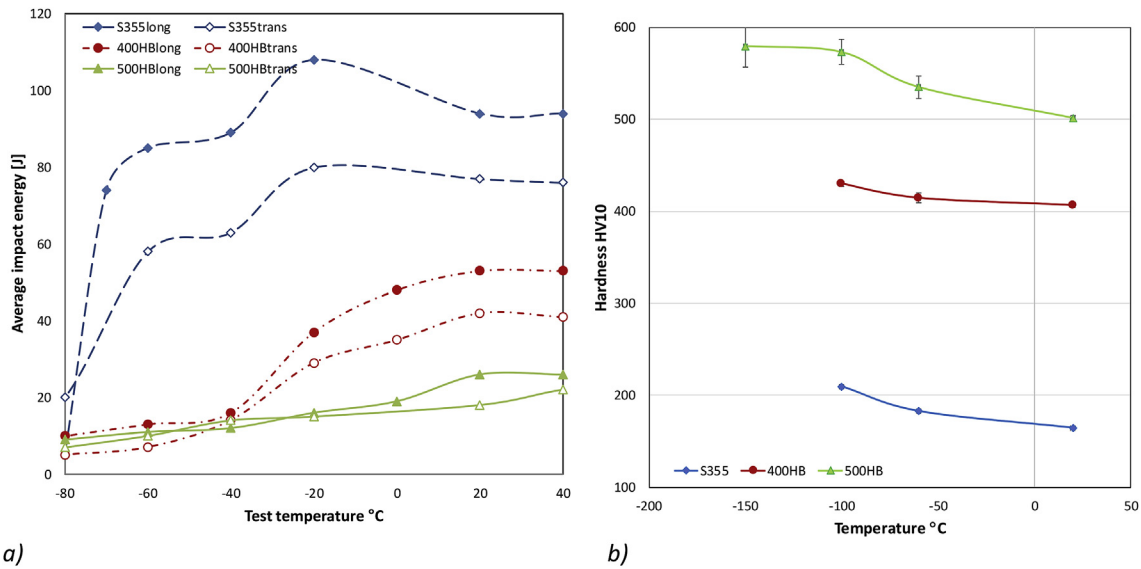 120
100
80
60
40
20
0
-80 -60 -40 -20 0 20 40
Average impact energy [J]
Test temperature °C
S355long S355trans
400HBlong 400HBtrans
500HBlong 500HBtrans
a)
600
500
400
300
200
100
-200 -150 -100 -50 0 50
Hardness HV10
Temperature °C
S355 400HB 500HB
b)